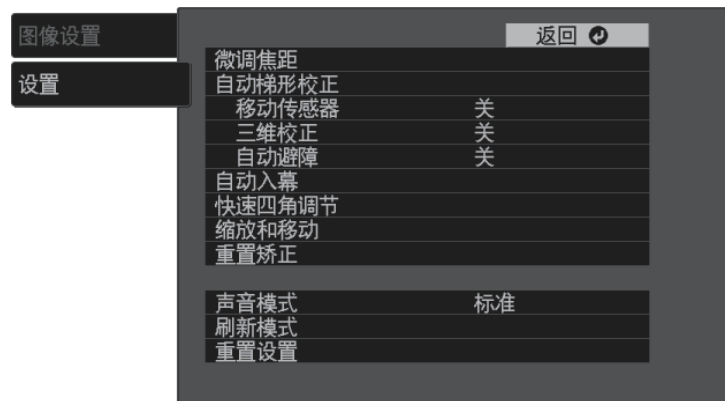 图像设置
设置
返回
微调焦距
自动梯形校正
移动传感器 关
三维校正 关
自动避障 关
自动入幕
快速四角调节
缩放和移动
重置矫正
声音模式 标准
刷新模式
重置设置